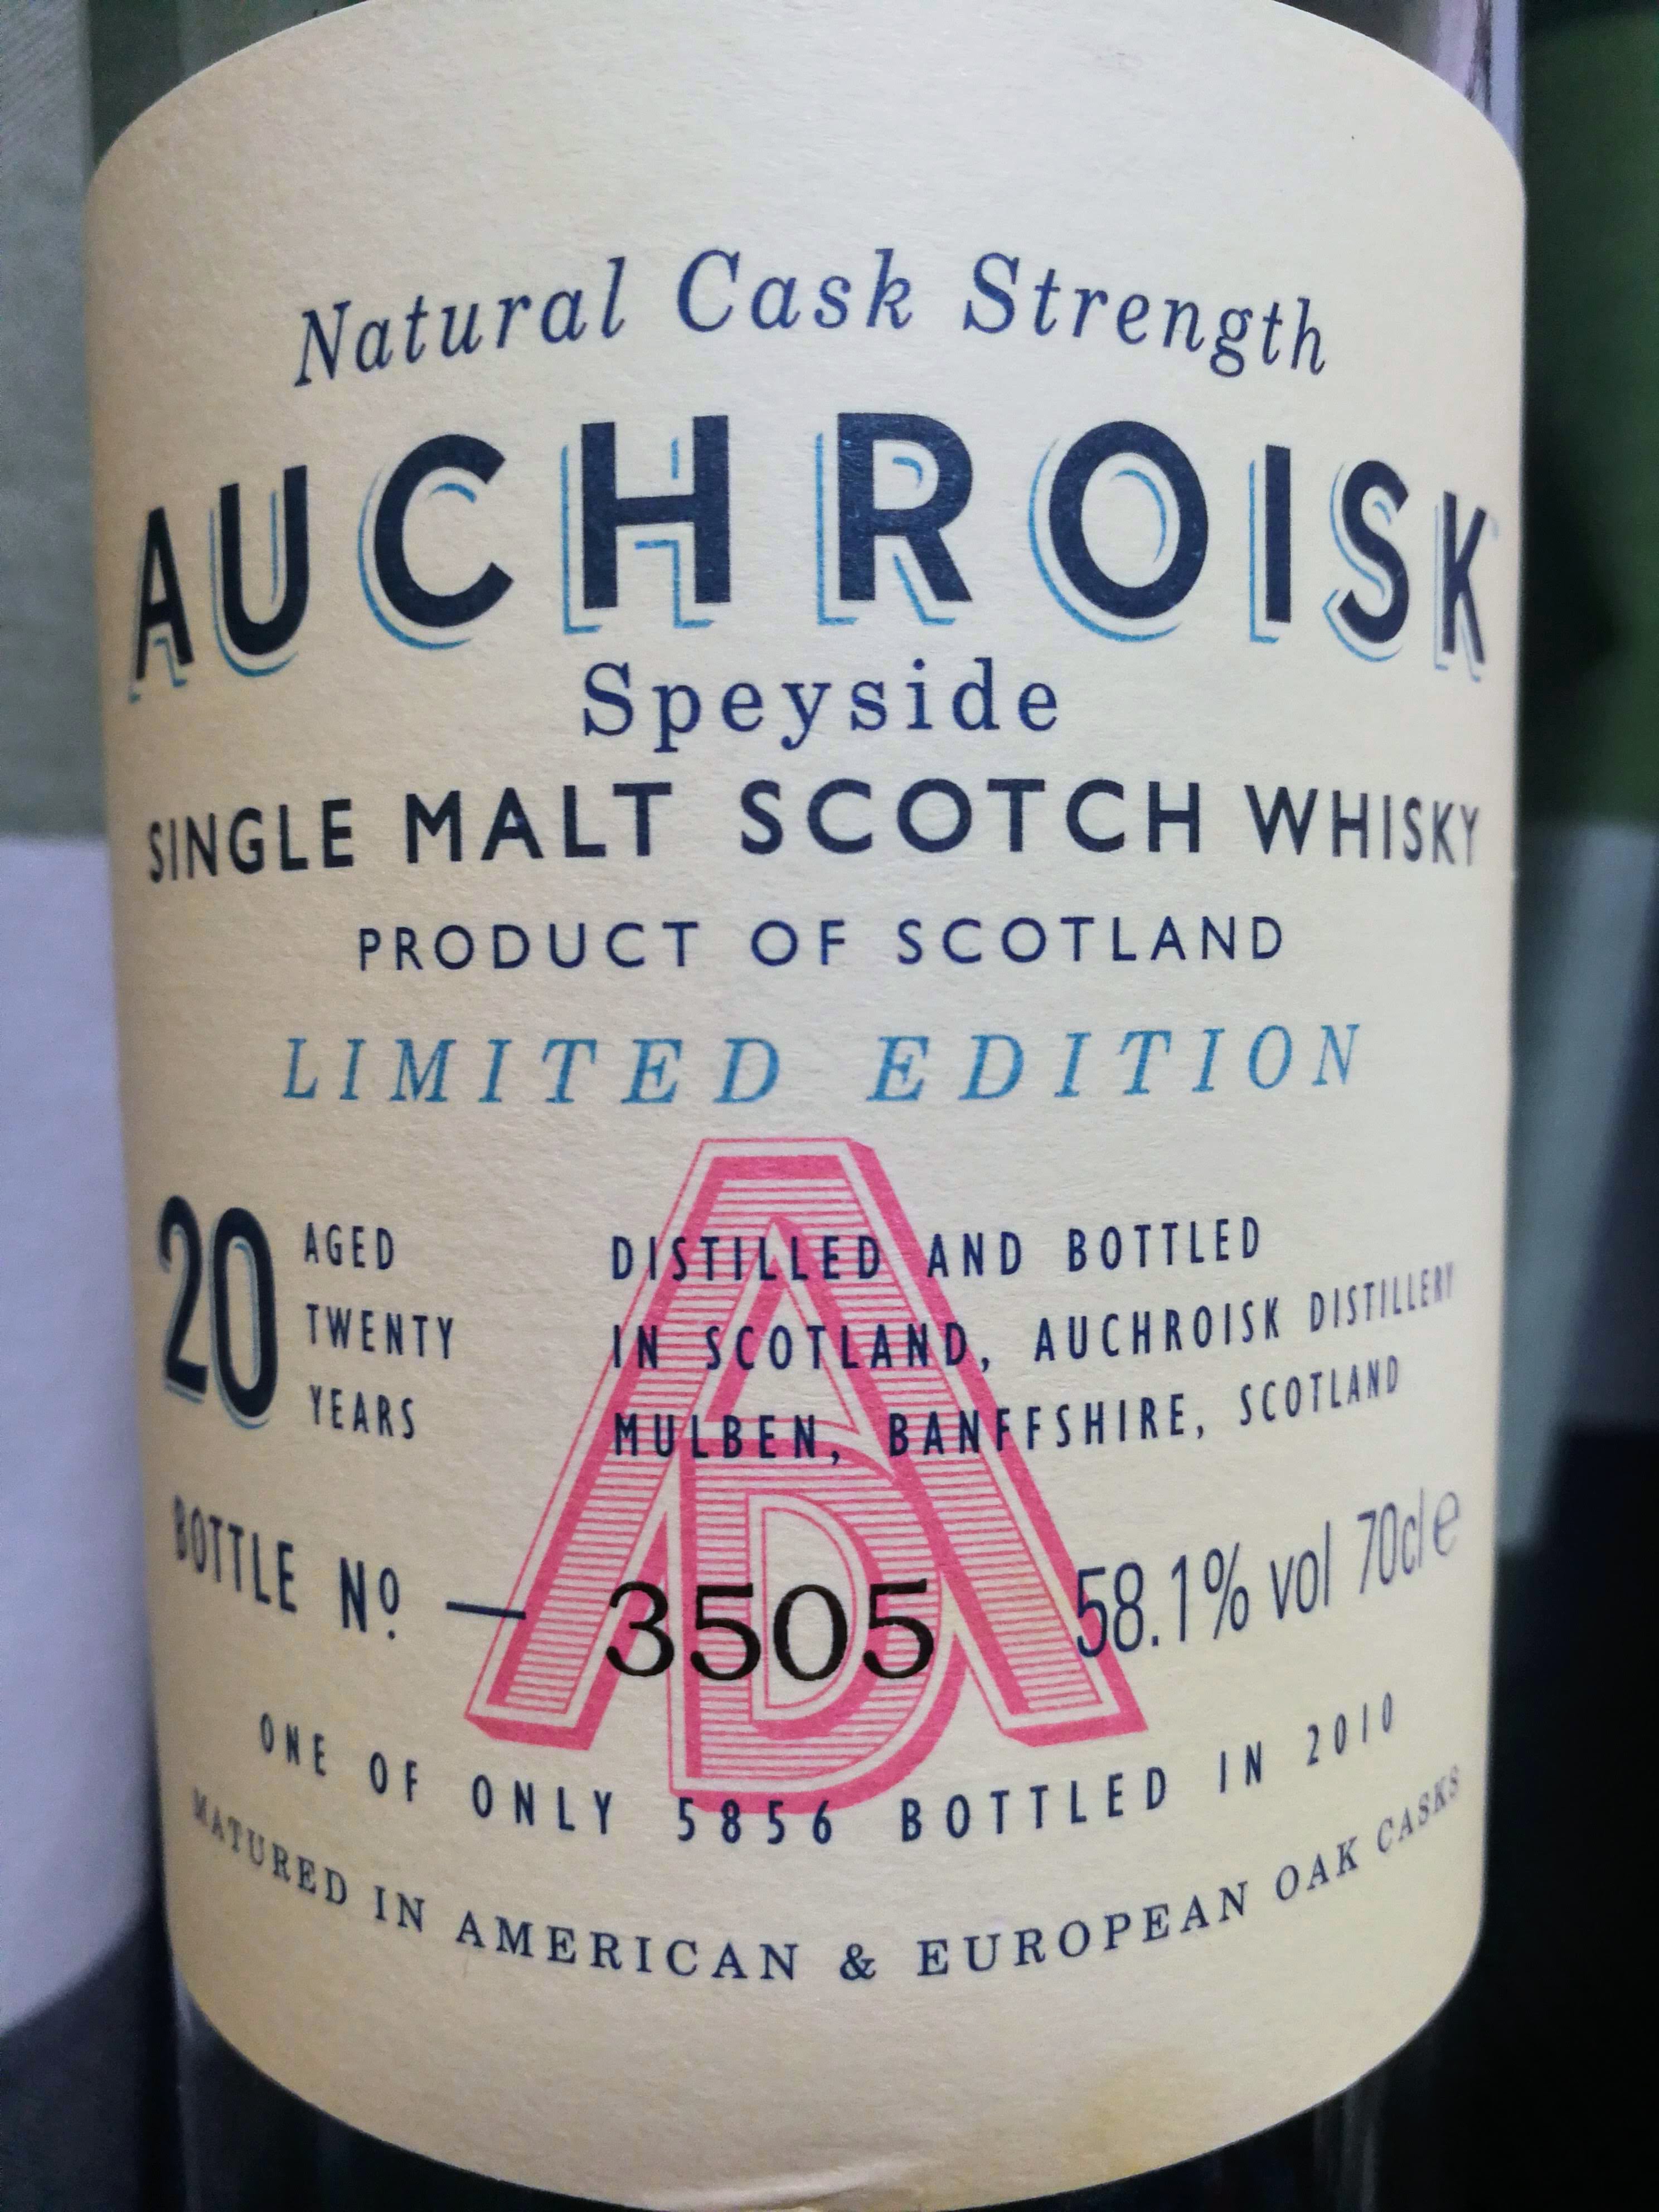 Natural Cask Strength
AUCHROISK
Speyside
SINGLE MALT SCOTCH WHISKY
PRODUCT OF SCOTLAND
LIMITED EDITION
20
AGED
TWENTY
YEARS
DISTILLED AND BOTTLED
IN SCOTLAND, AUCHROISK DISTILLERY
MULBEN, BANFFSHIRE, SCOTLAND
AD
BOTTLE Nº — 3505
58.1% vol 70cl e
ONE OF ONLY 5856 BOTTLED IN 2010
MATURED IN AMERICAN & EUROPEAN OAK CASKS